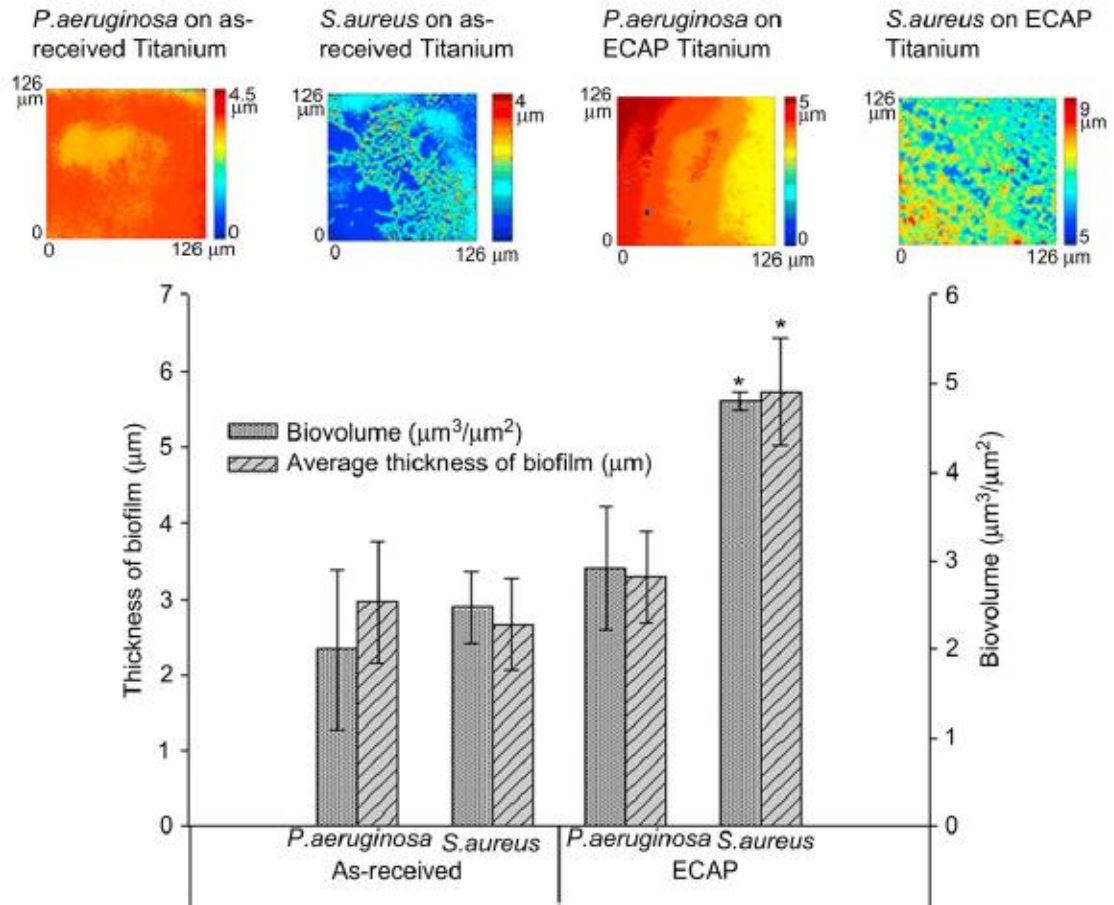 P.aeruginosa on as-
received Titanium
S.aureus on as-
received Titanium
P.aeruginosa on
ECAP Titanium
S.aureus on ECAP
Titanium
126
μm
4.5
μm
0
0
0
126 μm
126
μm
4
μm
0
0
0
126 μm
126
μm
5
μm
0
0
0
126 μm
126
μm
9
μm
5
0
0
126 μm
7
6
5
4
3
2
1
0
Thickness of biofilm (μm)
Biovolume (μm³/μm²)
Average thickness of biofilm (μm)
*
*
6
5
4
3
2
1
0
Biovolume (μm³/μm²)
P.aeruginosa
S.aureus
P.aeruginosa
S.aureus
As-received
ECAP